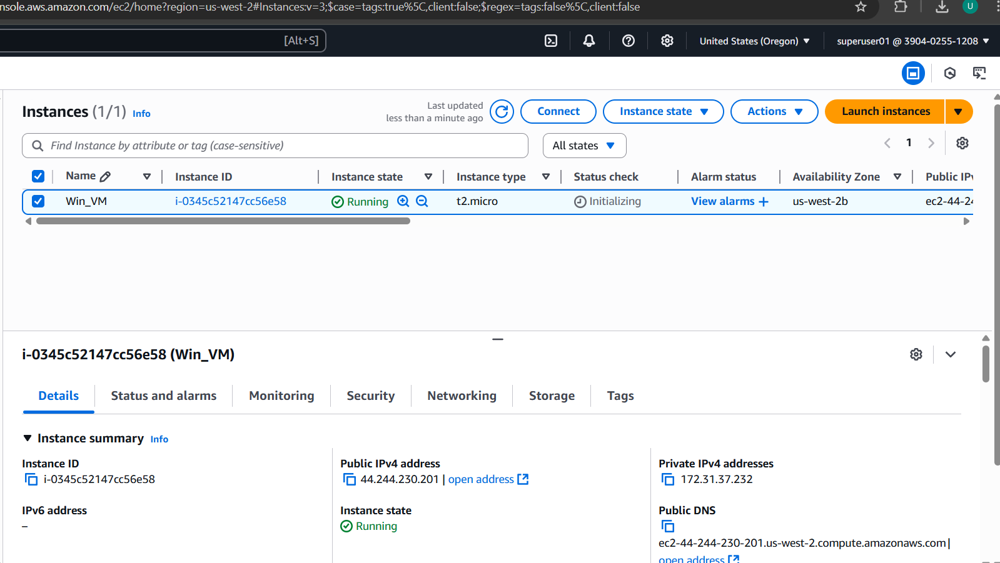 nsole.aws.amazon.com/ec2/home?region=us-west-2#Instances:v=3;$case=tags:true%5C,client:false;$regex=tags:false%5C,client:false
U
[Alt+S]
United States (Oregon)
superuser01 @ 3904-0255-1208
Instances (1/1) Info
Last updated
less than a minute ago
Connect
Instance state
Actions
Launch instances
Find Instance by attribute or tag (case-sensitive)
All states
1
Name
Instance ID
Instance state
Instance type
Status check
Alarm status
Availability Zone
Public IPv
Win_VM
i-0345c52147cc56e58
Running
t2.micro
Initializing
View alarms +
us-west-2b
ec2-44-24
i-0345c52147cc56e58 (Win_VM)
Details
Status and alarms
Monitoring
Security
Networking
Storage
Tags
Instance summary Info
Instance ID
i-0345c52147cc56e58
Public IPv4 address
44.244.230.201 | open address
Private IPv4 addresses
172.31.37.232
IPv6 address
–
Instance state
Running
Public DNS
ec2-44-244-230-201.us-west-2.compute.amazonaws.com |
open address